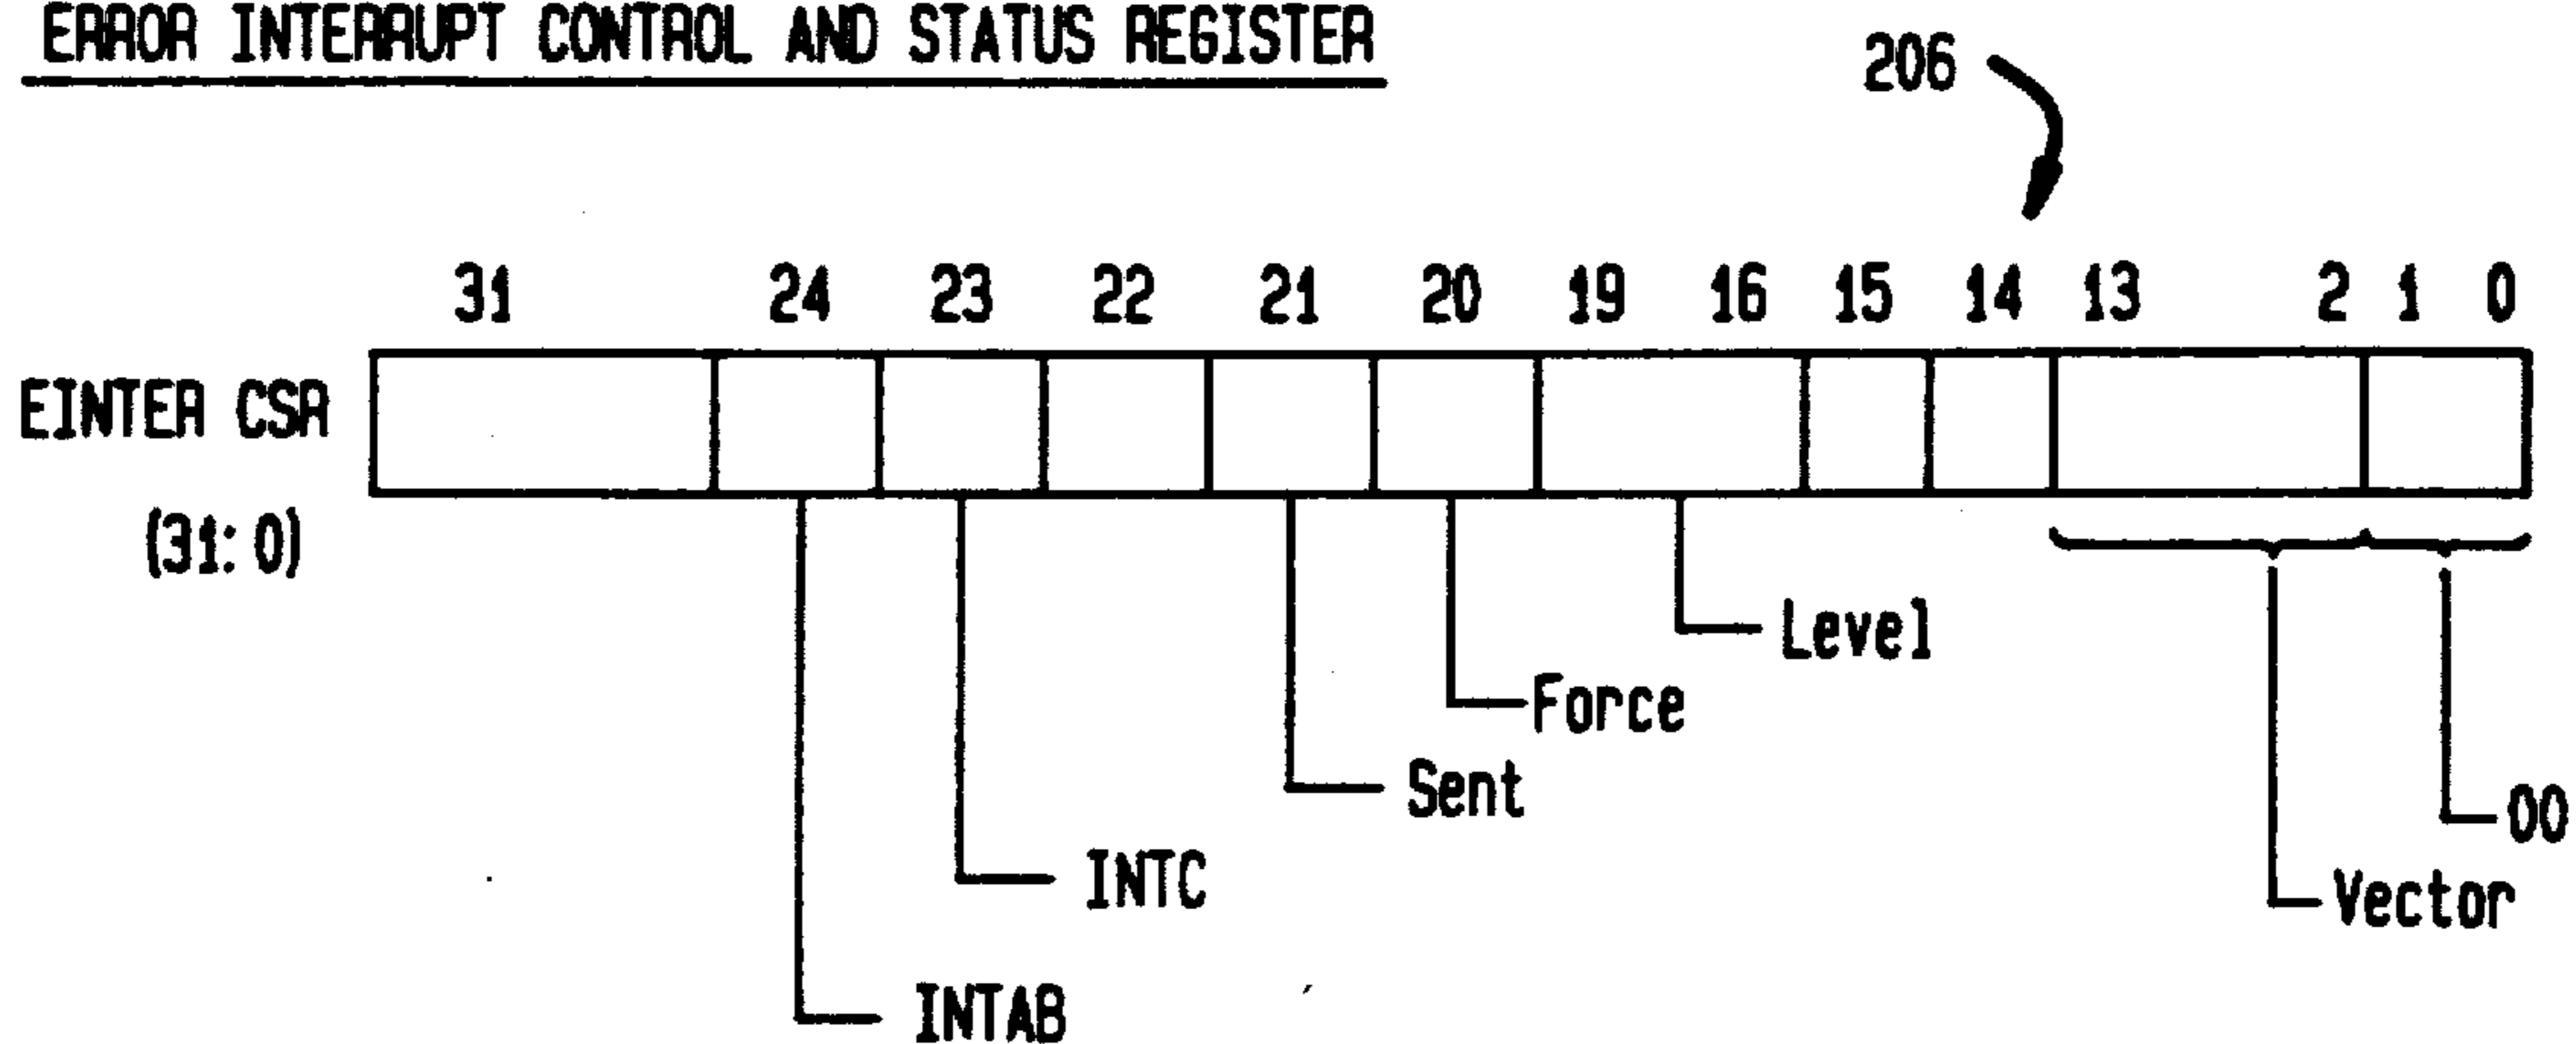 ERROR INTERRUPT CONTROL AND STATUS REGISTER
206
31 24 23 22 21 20 19 16 15 14 13 2 1 0
EINTER CSR
(31:0)
Level
Force
Sent
00
INTC
Vector
INTAB